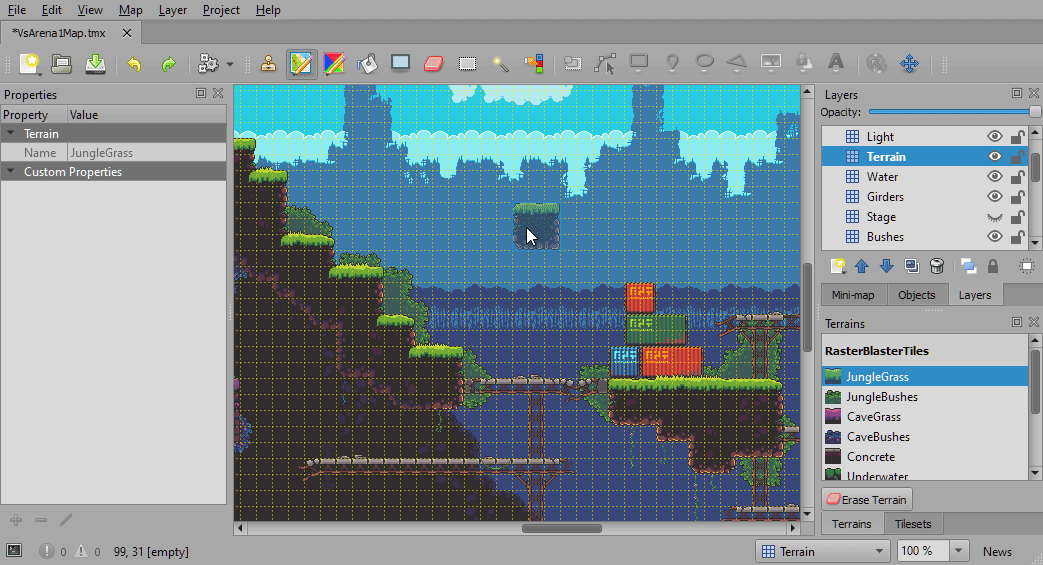 File Edit View Map Layer Project Help
*VsArena1Map.tmx
Properties
Property Value
Terrain
Name JungleGrass
Custom Properties
Layers
Opacity:
Light
Terrain
Water
Girders
Stage
Bushes
Mini-map Objects Layers
Terrains
RasterBlasterTiles
JungleGrass
JungleBushes
CaveGrass
CaveBushes
Concrete
Underwater
Erase Terrain
Terrains Tilesets
0 0 99, 31 [empty] Terrain 100 % News